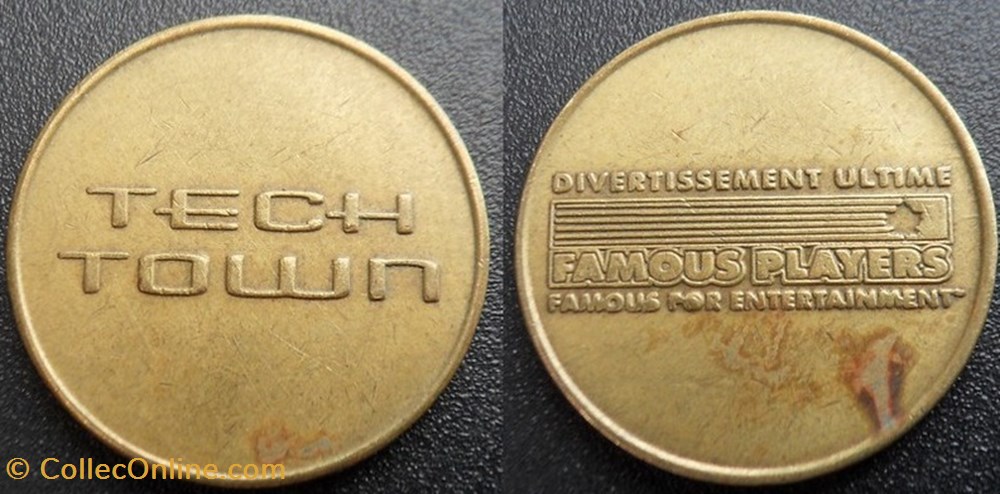 TECH
TOWN
DIVERTISSEMENT ULTIME
FAMOUS PLAYERS
FAMOUS FOR ENTERTAINMENT™
© CollecOnline.com